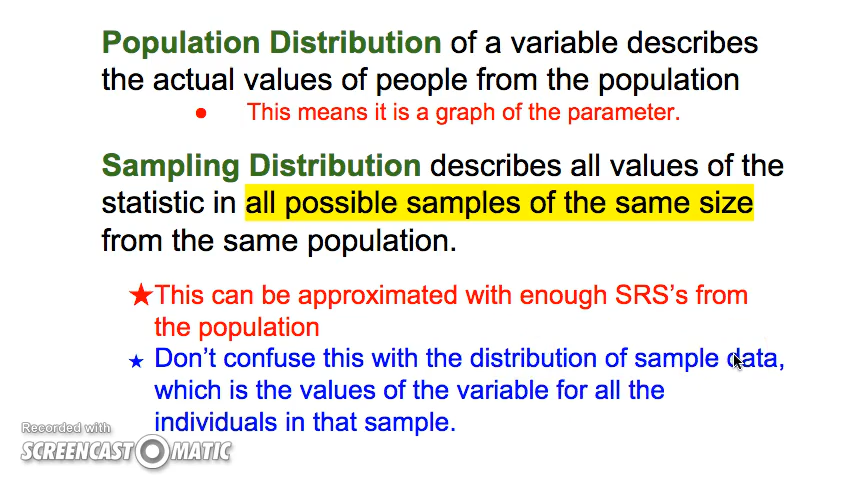 Population Distribution of a variable describes
the actual values of people from the population
● This means it is a graph of the parameter.
Sampling Distribution describes all values of the
statistic in all possible samples of the same size
from the same population.
★This can be approximated with enough SRS's from
the population
★ Don't confuse this with the distribution of sample data,
which is the values of the variable for all the
individuals in that sample.
Recorded with
SCREENCAST-O-MATIC